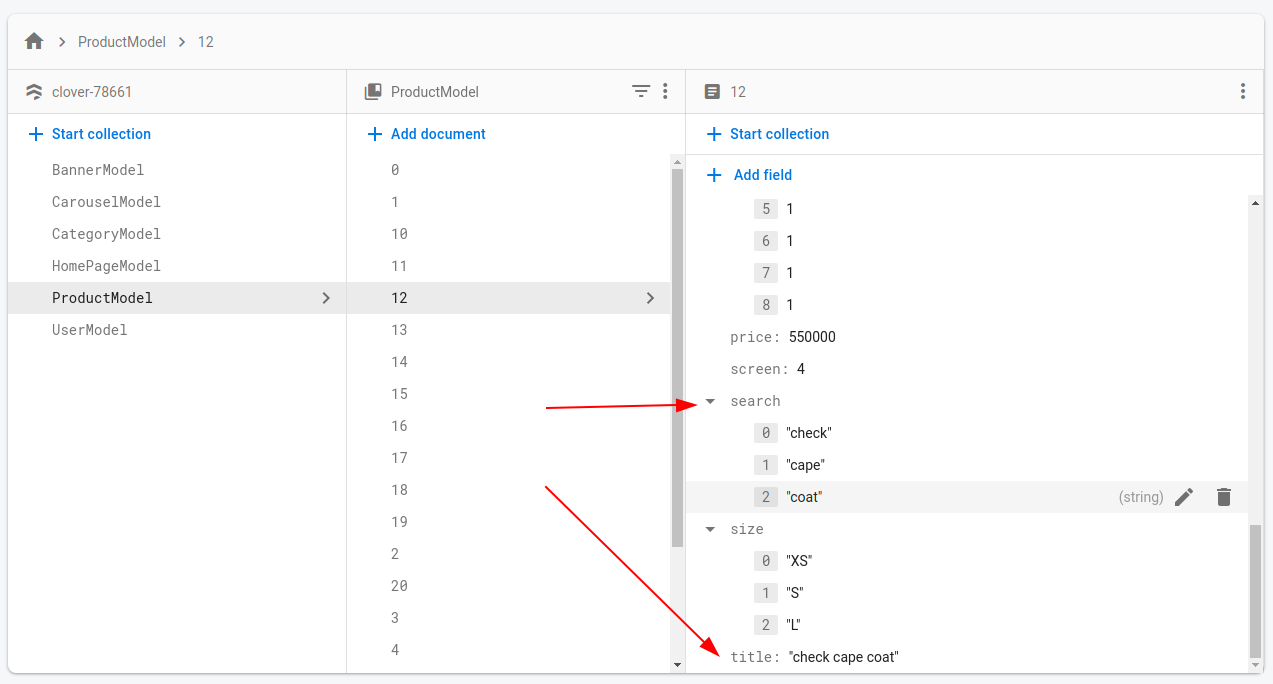 ProductModel 12
clover-78661
Start collection
BannerModel
CarouselModel
CategoryModel
HomePageModel
ProductModel
UserModel
ProductModel
Add document
0
1
10
11
12
13
14
15
16
17
18
19
2
20
3
4
12
Start collection
Add field
5 1
6 1
7 1
8 1
price: 550000
screen: 4
search
0 "check"
1 "cape"
2 "coat" (string)
size
0 "XS"
1 "S"
2 "L"
title: "check cape coat"